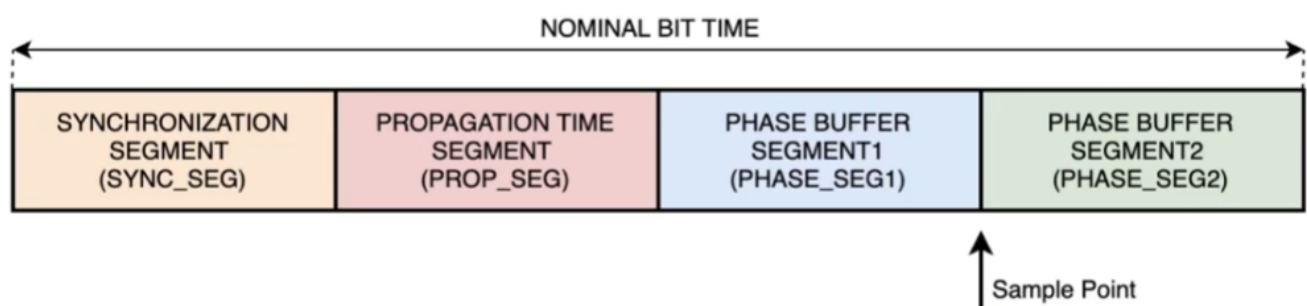 NOMINAL BIT TIME
SYNCHRONIZATION
SEGMENT
(SYNC_SEG)
PROPAGATION TIME
SEGMENT
(PROP_SEG)
PHASE BUFFER
SEGMENT1
(PHASE_SEG1)
PHASE BUFFER
SEGMENT2
(PHASE_SEG2)
Sample Point